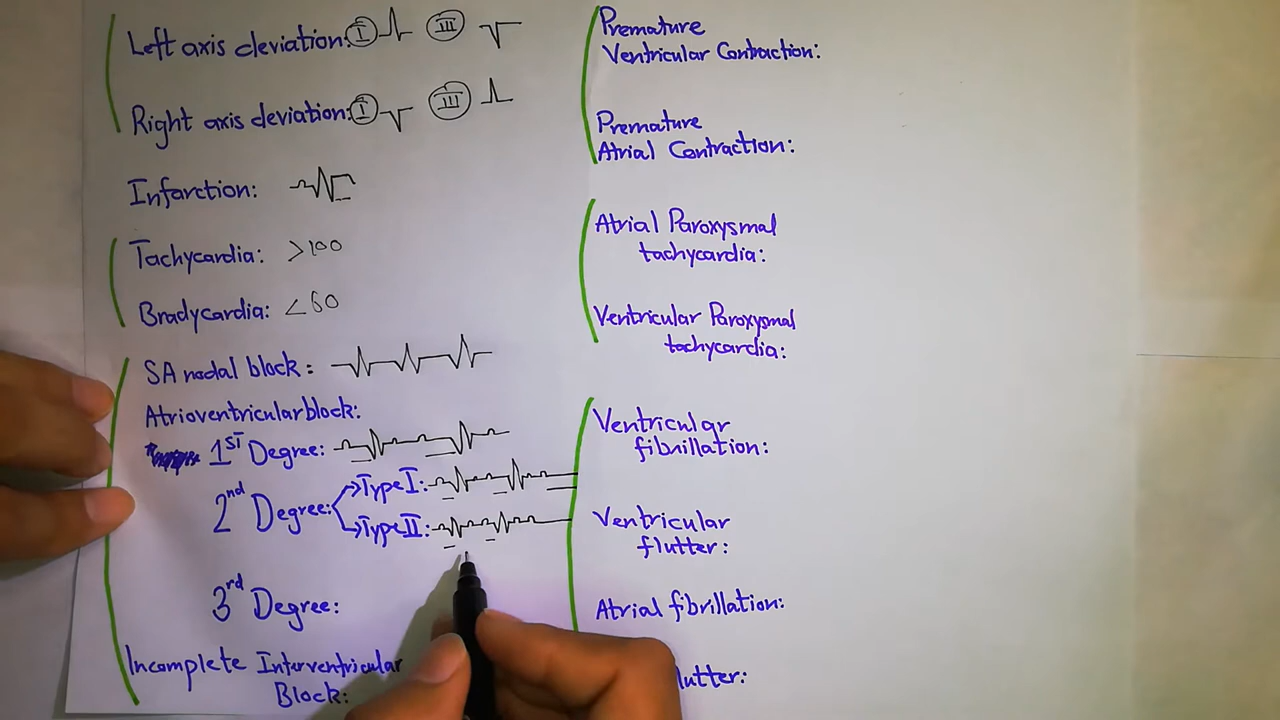 Left axis deviation: I III
Right axis deviation: I III
Infarction:
Tachycardia: >100
Bradycardia: <60
SA nodal block:
Atrioventricular block:
1ST Degree:
2nd Degree:
Type I:
Type II:
3rd Degree:
Incomplete Interventricular
Block:
Premature
Ventricular Contraction:
Premature
Atrial Contraction:
Atrial Paroxysmal
tachycardia:
Ventricular Paroxysmal
tachycardia:
Ventricular
fibrillation:
Ventricular
flutter:
Atrial fibrillation:
lutter: